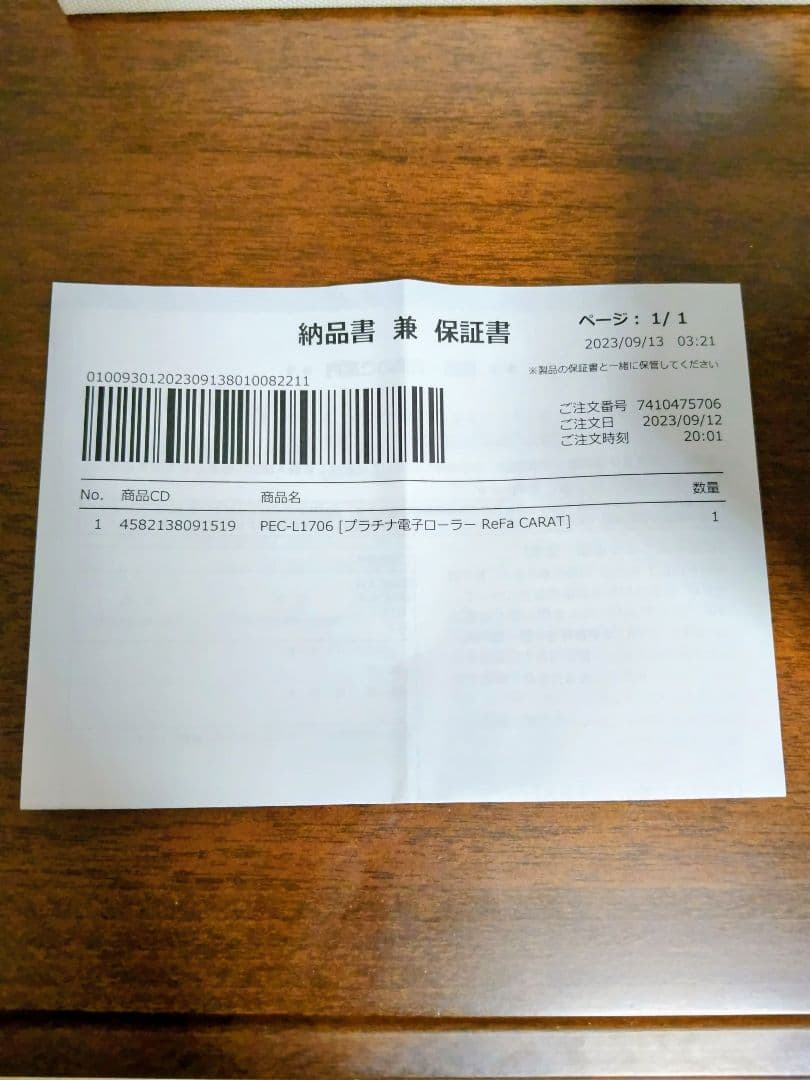 納品書 兼 保証書
ページ： 1/ 1
2023/09/13 03:21
※製品の保証書と一緒に保管してください
010093012023091380100​82211
ご注文番号 7410475706
ご注文日 2023/09/12
ご注文時刻 20:01
No. 商品CD 商品名 数量
1 4582138091519 PEC-L1706 [プラチナ電子ローラー ReFa CARAT] 1